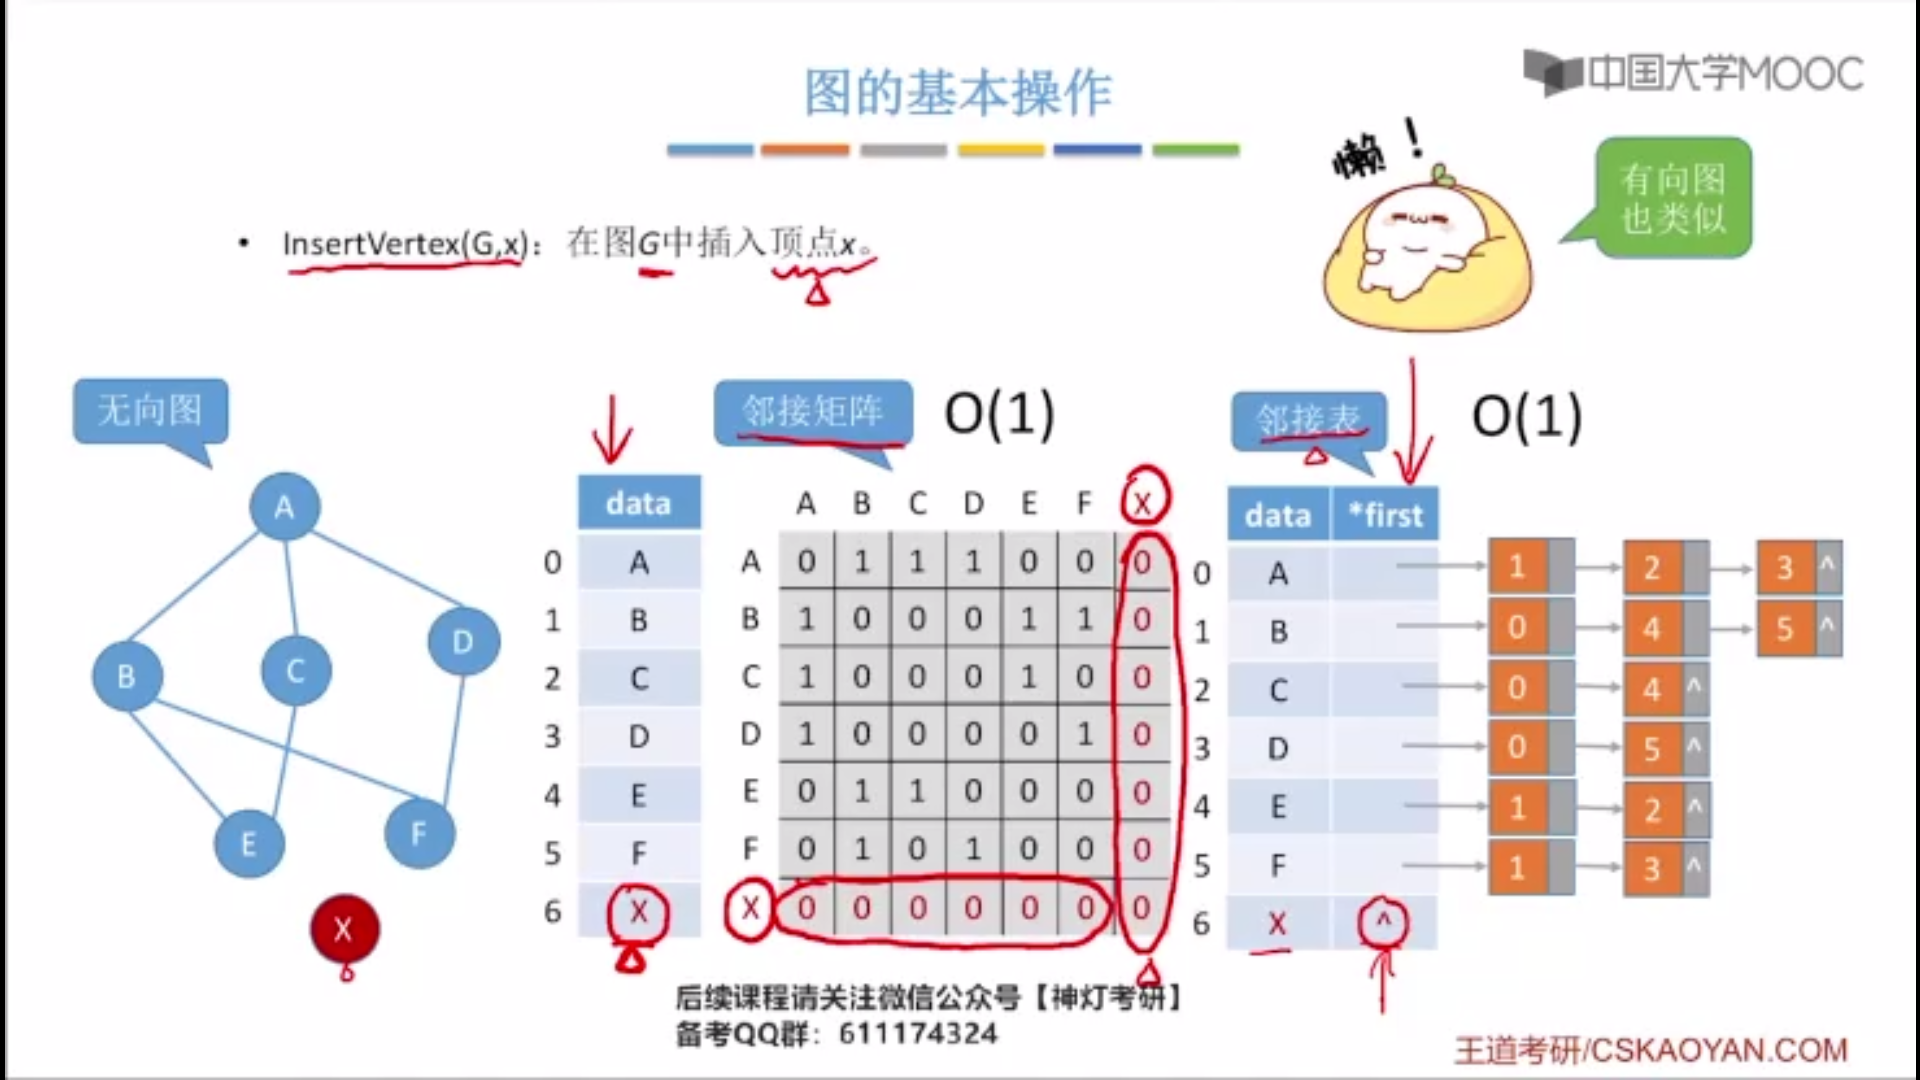 中国大学MOOC
图的基本操作
懒！
有向图
也类似
• InsertVertex(G,x)：在图G中插入顶点x。
无向图
邻接矩阵 O(1)
邻接表 O(1)
A
B
C
D
E
F
X
data
0 A
1 B
2 C
3 D
4 E
5 F
6 X
A B C D E F X
A 0 1 1 1 0 0 0
B 1 0 0 0 1 1 0
C 1 0 0 0 1 0 0
D 1 0 0 0 0 1 0
E 0 1 1 0 0 0 0
F 0 1 0 1 0 0 0
X 0 0 0 0 0 0 0
data *first
0 A 1 2 3 ^
1 B 0 4 5 ^
2 C 0 4 ^
3 D 0 5 ^
4 E 1 2 ^
5 F 1 3 ^
6 X ^
后续课程请关注微信公众号【神灯考研】
备考QQ群：611174324
王道考研/CSKAOYAN.COM